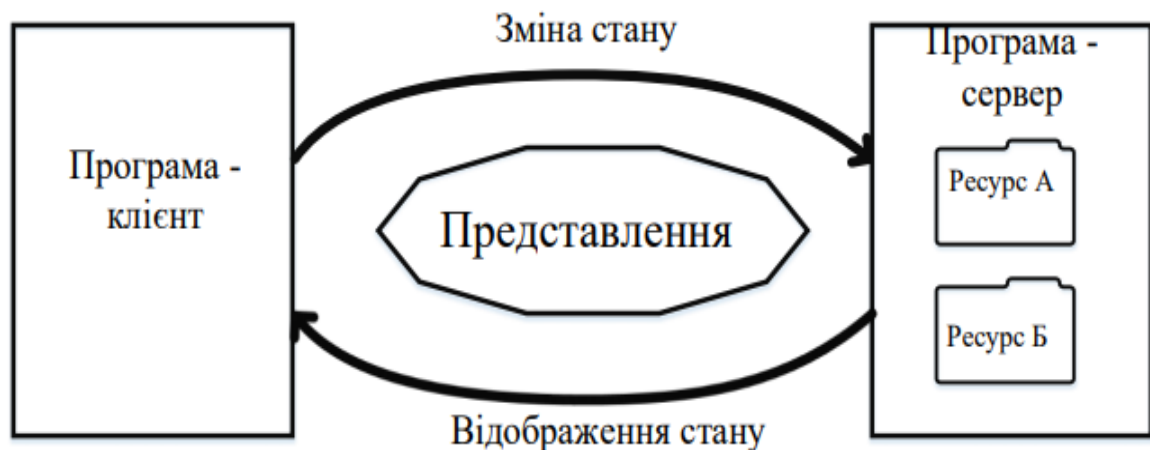 Зміна стану
Програма -
клієнт
Представлення
Програма -
сервер
Ресурс А
Ресурс Б
Відображення стану